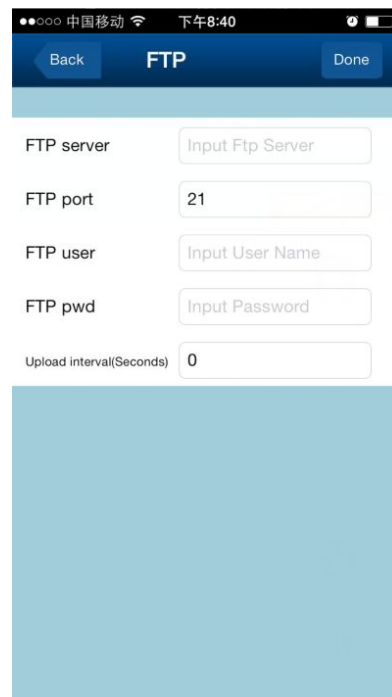 中国移动 下午8:40
Back FTP Done
FTP server Input Ftp Server
FTP port 21
FTP user Input User Name
FTP pwd Input Password
Upload interval(Seconds) 0